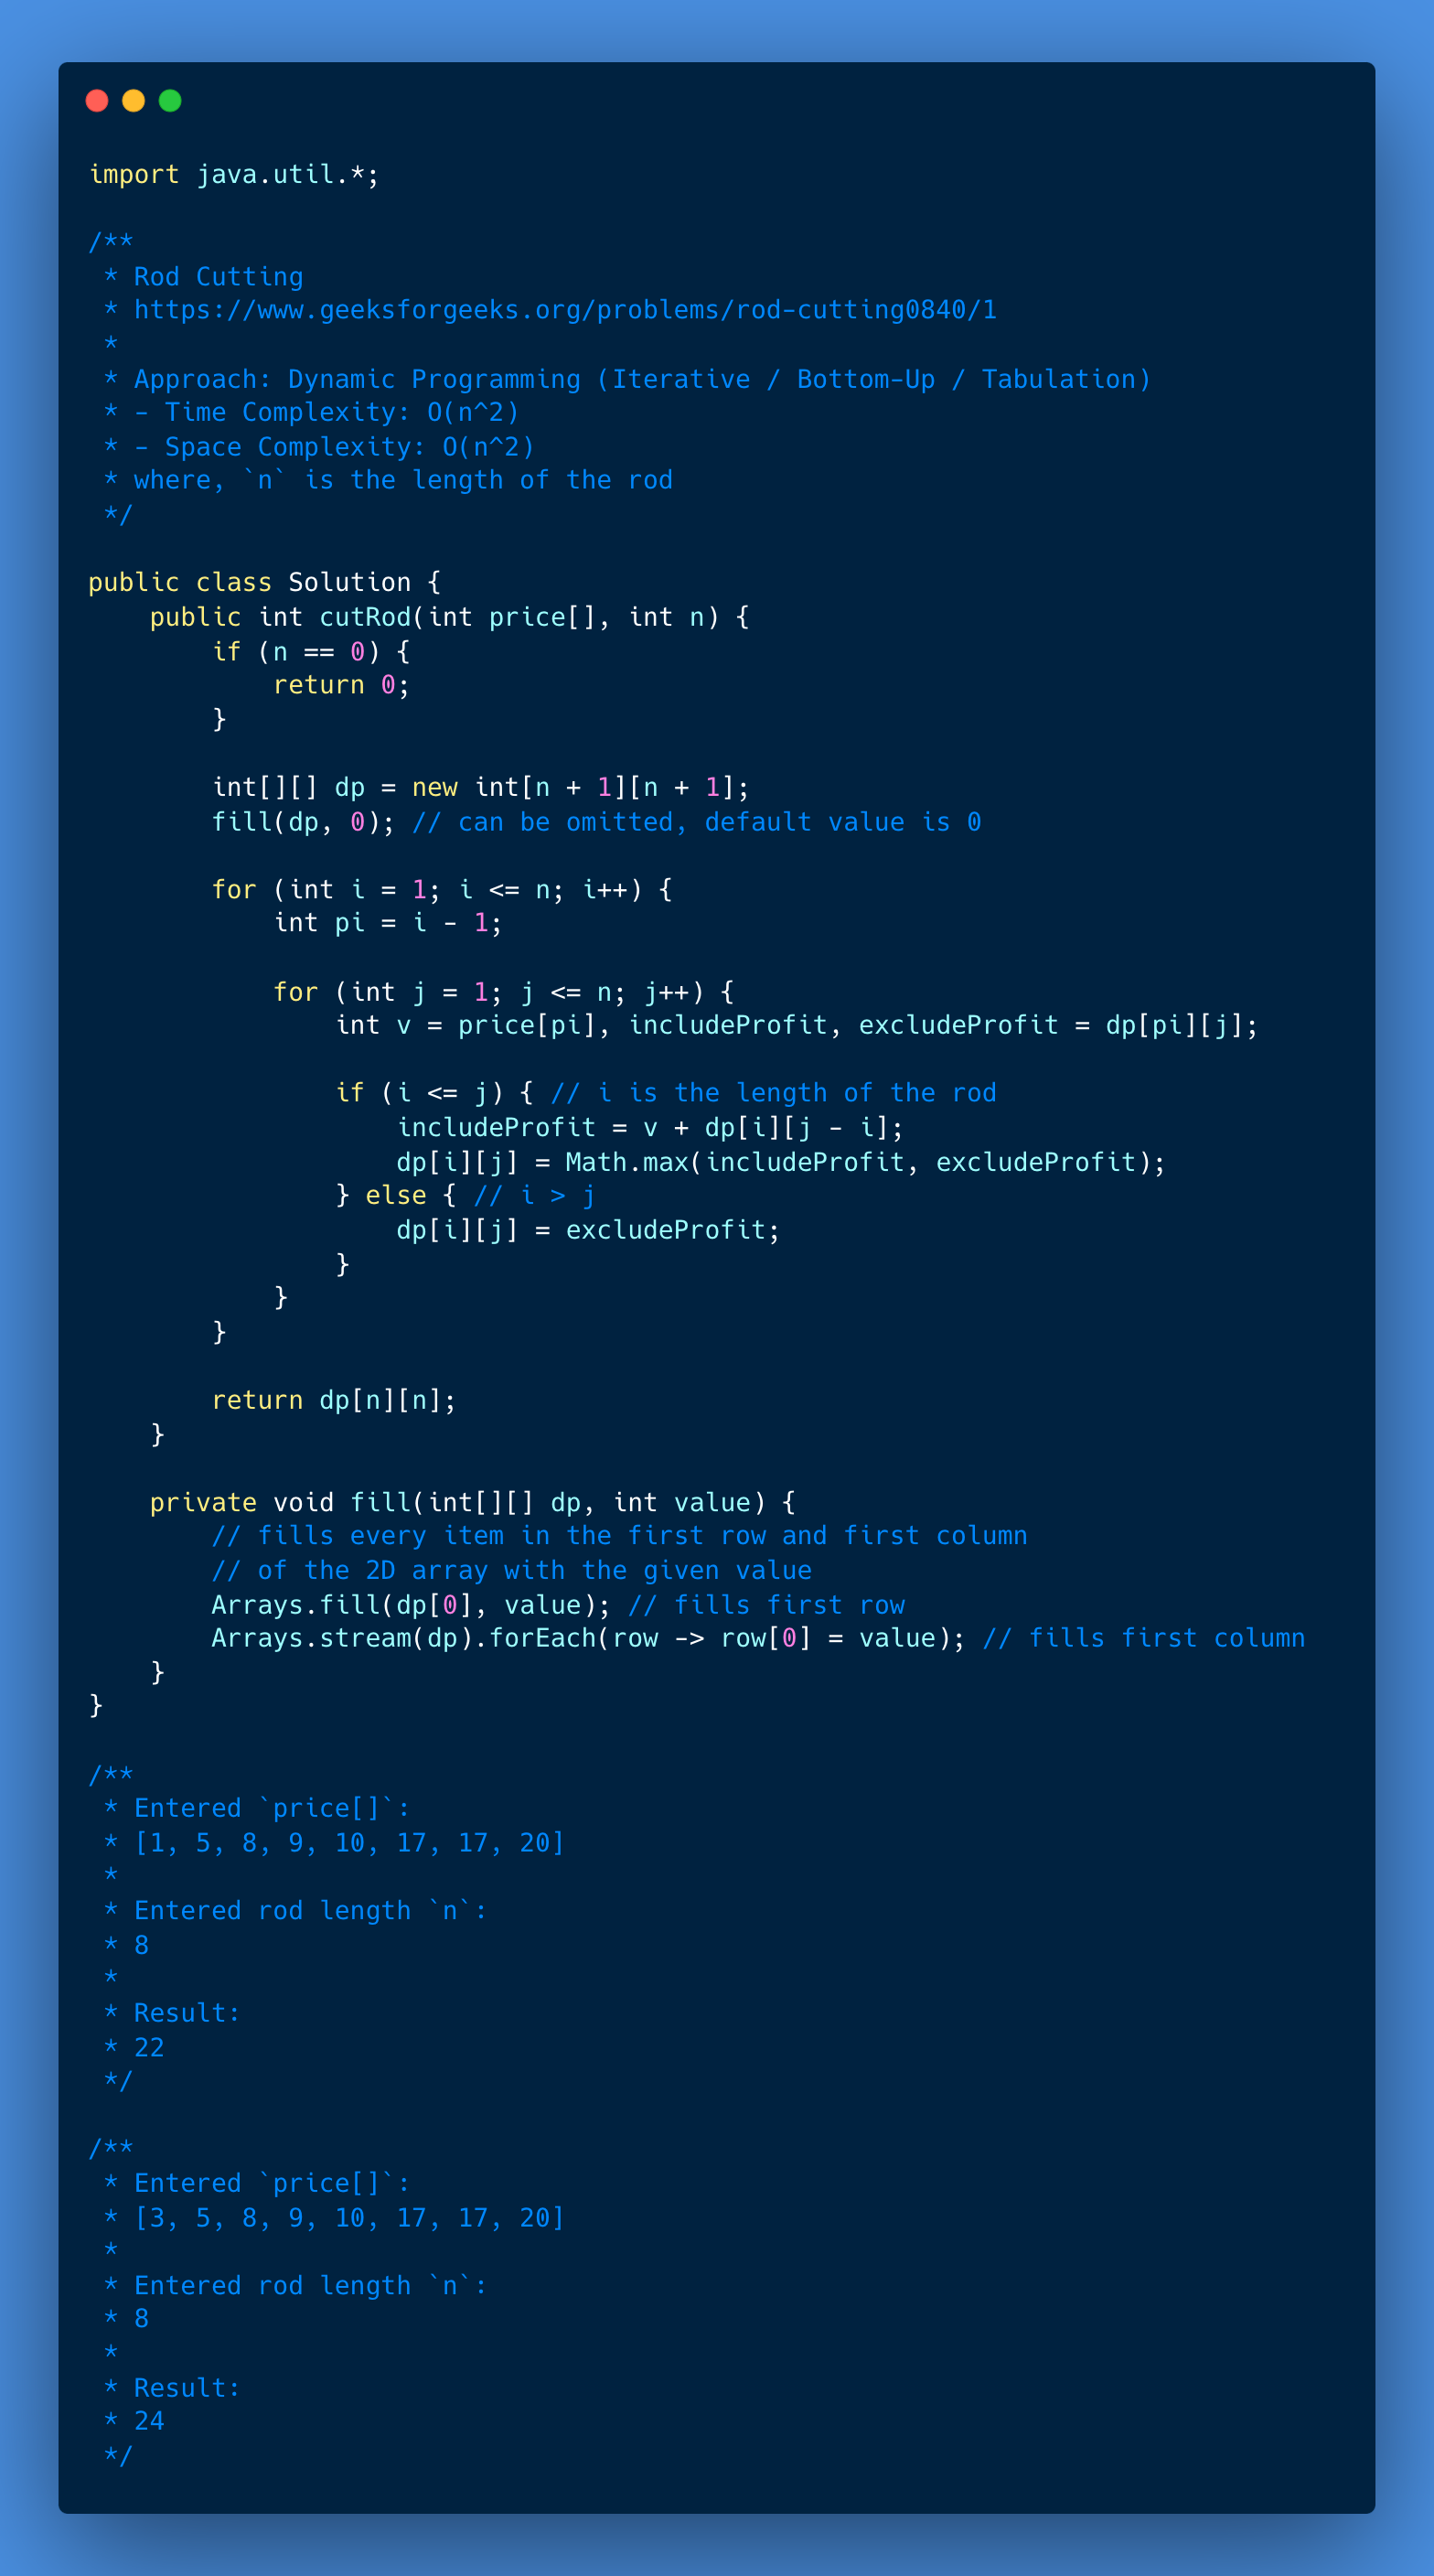 import java.util.*;

/**
 * Rod Cutting
 * https://www.geeksforgeeks.org/problems/rod-cutting0840/1
 *
 * Approach: Dynamic Programming (Iterative / Bottom-Up / Tabulation)
 * - Time Complexity: O(n^2)
 * - Space Complexity: O(n^2)
 * where, `n` is the length of the rod
 */

public class Solution {
    public int cutRod(int price[], int n) {
        if (n == 0) {
            return 0;
        }

        int[][] dp = new int[n + 1][n + 1];
        fill(dp, 0); // can be omitted, default value is 0

        for (int i = 1; i <= n; i++) {
            int pi = i - 1;

            for (int j = 1; j <= n; j++) {
                int v = price[pi], includeProfit, excludeProfit = dp[pi][j];

                if (i <= j) { // i is the length of the rod
                    includeProfit = v + dp[i][j - i];
                    dp[i][j] = Math.max(includeProfit, excludeProfit);
                } else { // i > j
                    dp[i][j] = excludeProfit;
                }
            }
        }

        return dp[n][n];
    }

    private void fill(int[][] dp, int value) {
        // fills every item in the first row and first column
        // of the 2D array with the given value
        Arrays.fill(dp[0], value); // fills first row
        Arrays.stream(dp).forEach(row -> row[0] = value); // fills first column
    }
}

/**
 * Entered `price[]`:
 * [1, 5, 8, 9, 10, 17, 17, 20]
 *
 * Entered rod length `n`:
 * 8
 *
 * Result:
 * 22
 */

/**
 * Entered `price[]`:
 * [3, 5, 8, 9, 10, 17, 17, 20]
 *
 * Entered rod length `n`:
 * 8
 *
 * Result:
 * 24
 */